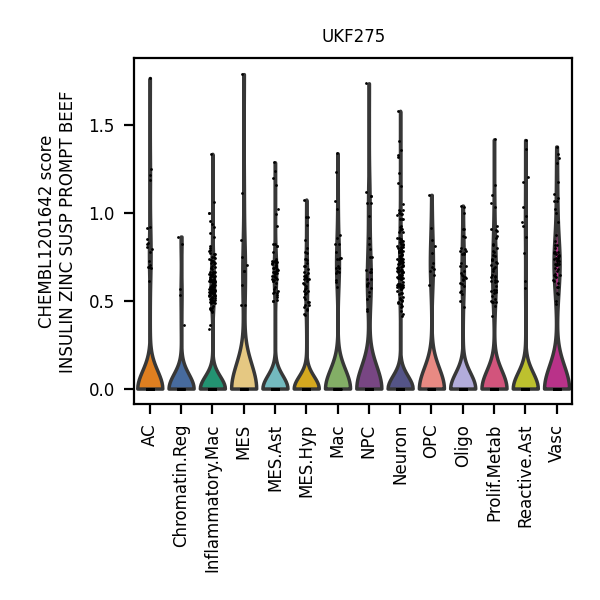 UKF275
CHEMBL1201642 score
INSULIN ZINC SUSP PROMPT BEEF
1.5
1.0
0.5
0.0
AC
Chromatin.Reg
Inflammatory.Mac
MES
MES.Ast
MES.Hyp
Mac
NPC
Neuron
OPC
Oligo
Prolif.Metab
Reactive.Ast
Vasc